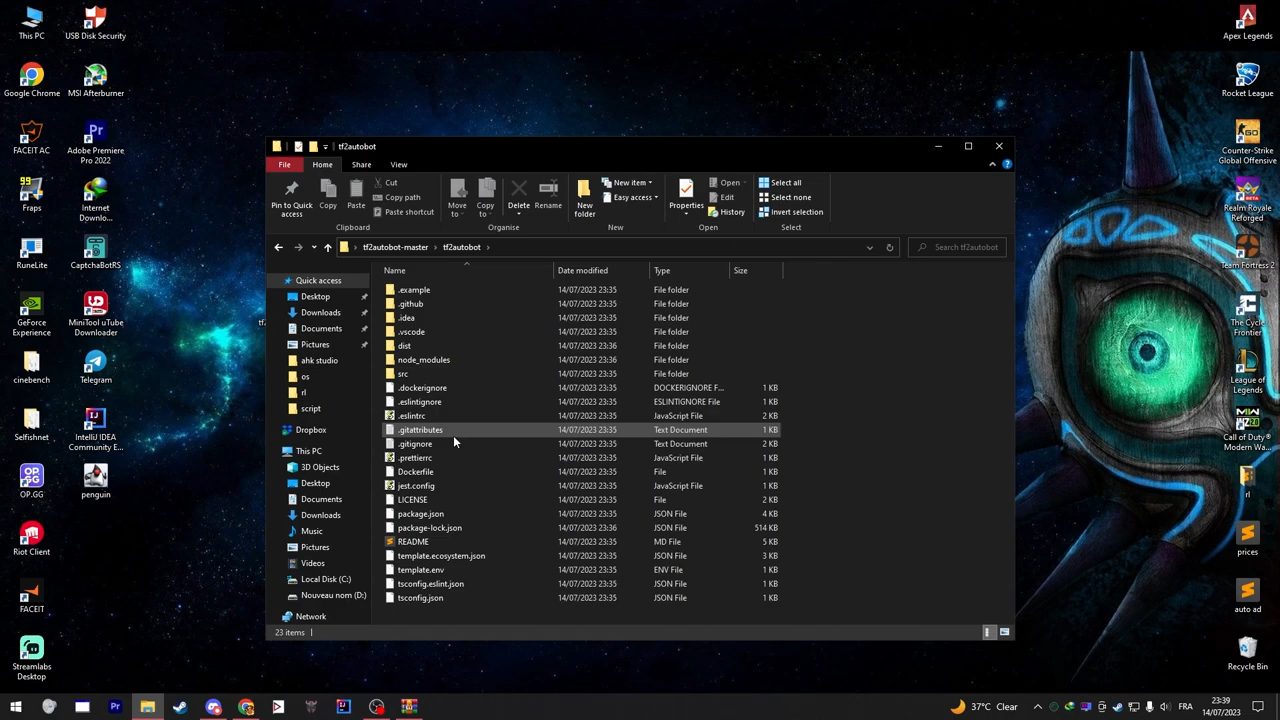 This PC
USB Disk Security
Google Chrome
MSI Afterburner
FACEIT AC
Adobe Premiere
Pro 2022
Fraps
Internet
Downlo...
RuneLite
CaptchaBotRS
GeForce
Experience
MiniTool uTube
Downloader
cinebench
Telegram
Selfishnet
IntelliJ IDEA
Community E...
OP.GG
penguin
Riot Client
FACEIT
Streamlabs
Desktop
tf2autobot
File
Home
Share
View
Pin to Quick
access
Copy
Paste
Cut
Copy path
Paste shortcut
Clipboard
Move
to
Copy
to
Delete
Rename
Organise
New
folder
New item
Easy access
New
Properties
Open
Edit
History
Open
Select all
Select none
Invert selection
Select
tf2autobot-master
tf2autobot
Search tf2autobot
Quick access
Desktop
Downloads
Documents
Pictures
ahk studio
os
rl
script
Dropbox
This PC
3D Objects
Desktop
Documents
Downloads
Music
Pictures
Videos
Local Disk (C:)
Nouveau nom (D:)
Network
Name Date modified Type Size
.example 14/07/2023 23:35 File folder
.github 14/07/2023 23:35 File folder
.idea 14/07/2023 23:35 File folder
.vscode 14/07/2023 23:35 File folder
dist 14/07/2023 23:36 File folder
node_modules 14/07/2023 23:36 File folder
src 14/07/2023 23:35 File folder
.dockerignore 14/07/2023 23:35 DOCKERIGNORE F... 1 KB
.eslintignore 14/07/2023 23:35 ESLINTIGNORE File 1 KB
.eslintrc 14/07/2023 23:35 JavaScript File 2 KB
.gitattributes 14/07/2023 23:35 Text Document 1 KB
.gitignore 14/07/2023 23:35 Text Document 2 KB
.prettierrc 14/07/2023 23:35 JavaScript File 1 KB
Dockerfile 14/07/2023 23:35 File 1 KB
jest.config 14/07/2023 23:35 JavaScript File 1 KB
LICENSE 14/07/2023 23:35 File 2 KB
package.json 14/07/2023 23:35 JSON File 4 KB
package-lock.json 14/07/2023 23:36 JSON File 514 KB
README 14/07/2023 23:35 MD File 5 KB
template.ecosystem.json 14/07/2023 23:35 JSON File 3 KB
template.env 14/07/2023 23:35 ENV File 1 KB
tsconfig.eslint.json 14/07/2023 23:35 JSON File 1 KB
tsconfig.json 14/07/2023 23:35 JSON File 1 KB
23 items
Apex Legends
Rocket League
Counter-Strike
Global Offensive
Realm Royale
Reforged
Team Fortress 2
The Cycle
Frontier
League of
Legends
Call of Duty®
Modern Wa...
rl
prices
auto ad
Recycle Bin
37°C Clear
FRA
23:39
14/07/2023